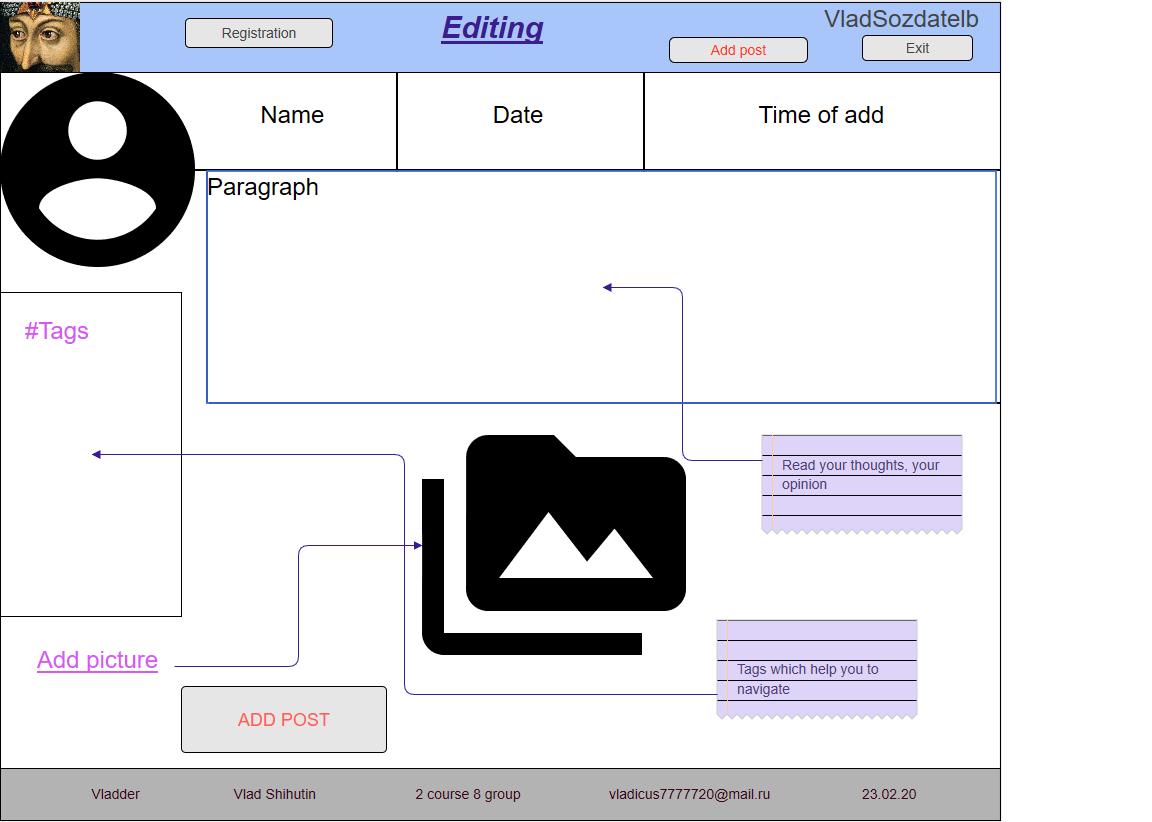 Registration
Editing
Add post
VladSozdatelb
Exit
Name
Date
Time of add
Paragraph
#Tags
Read your thoughts, your
opinion
Add picture
Tags which help you to
navigate
ADD POST
Vladder
Vlad Shihutin
2 course 8 group
vladicus7777720@mail.ru
23.02.20